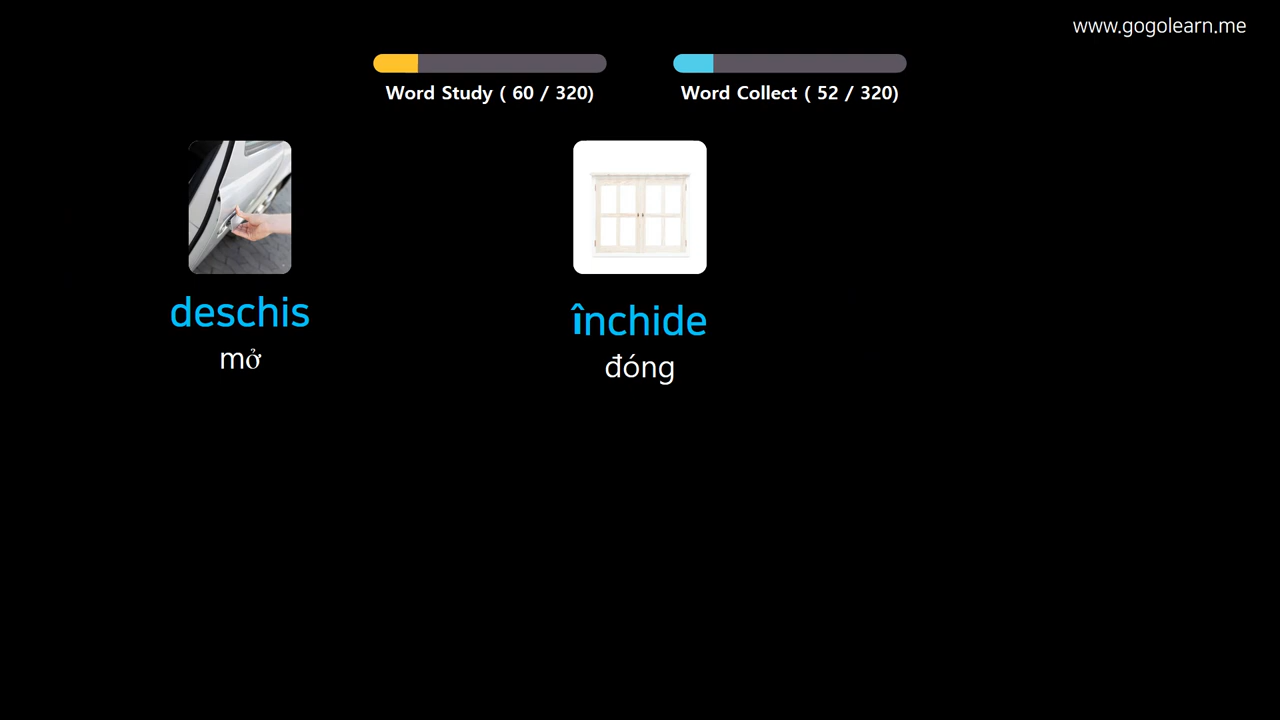 www.gogolearn.me
Word Study ( 60 / 320)
Word Collect ( 52 / 320)
deschis
mở
închide
đóng